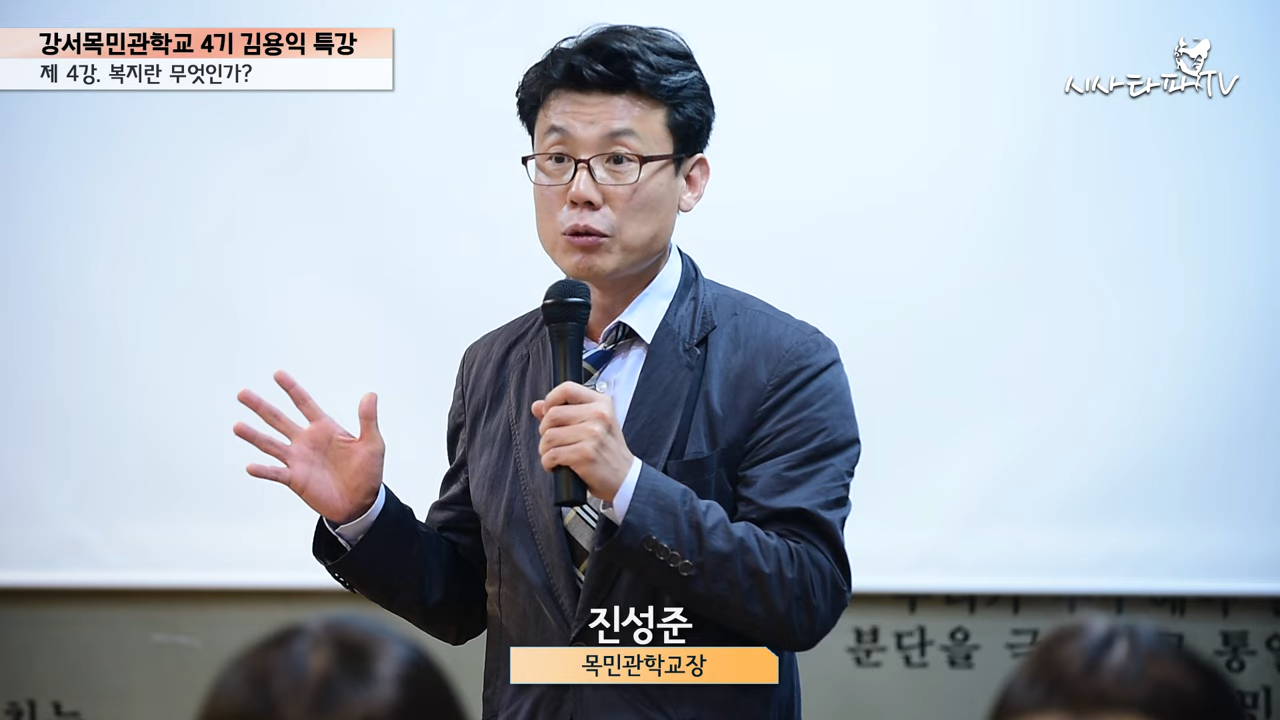 강서목민관학교 4기 김용익 특강
제 4강. 복지란 무엇인가?
시사타파TV
진성준
목민관학교장
분단을 통일